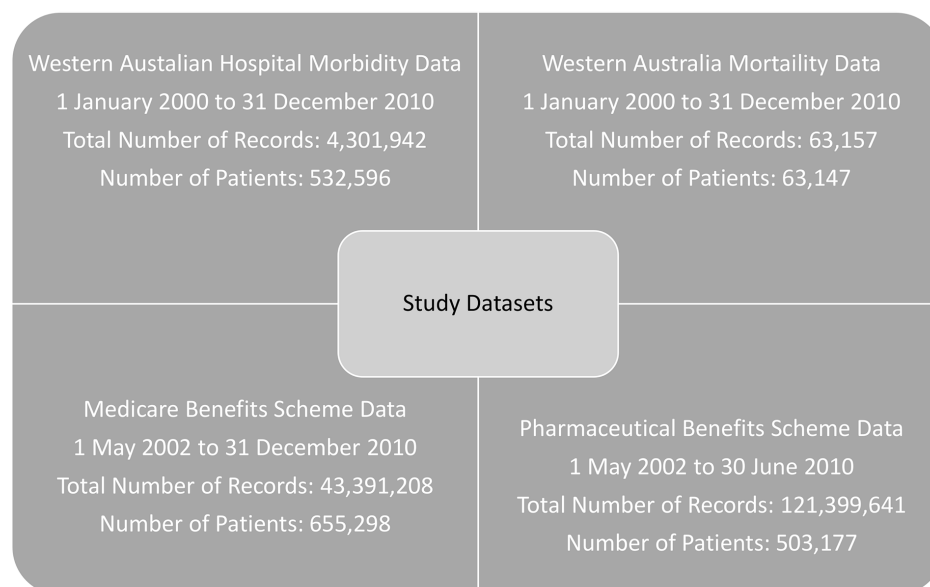 Western Austalian Hospital Morbidity Data
1 January 2000 to 31 December 2010
Total Number of Records: 4,301,942
Number of Patients: 532,596
Western Australia Mortaility Data
1 January 2000 to 31 December 2010
Total Number of Records: 63,157
Number of Patients: 63,147
Study Datasets
Medicare Benefits Scheme Data
1 May 2002 to 31 December 2010
Total Number of Records: 43,391,208
Number of Patients: 655,298
Pharmaceutical Benefits Scheme Data
1 May 2002 to 30 June 2010
Total Number of Records: 121,399,641
Number of Patients: 503,177